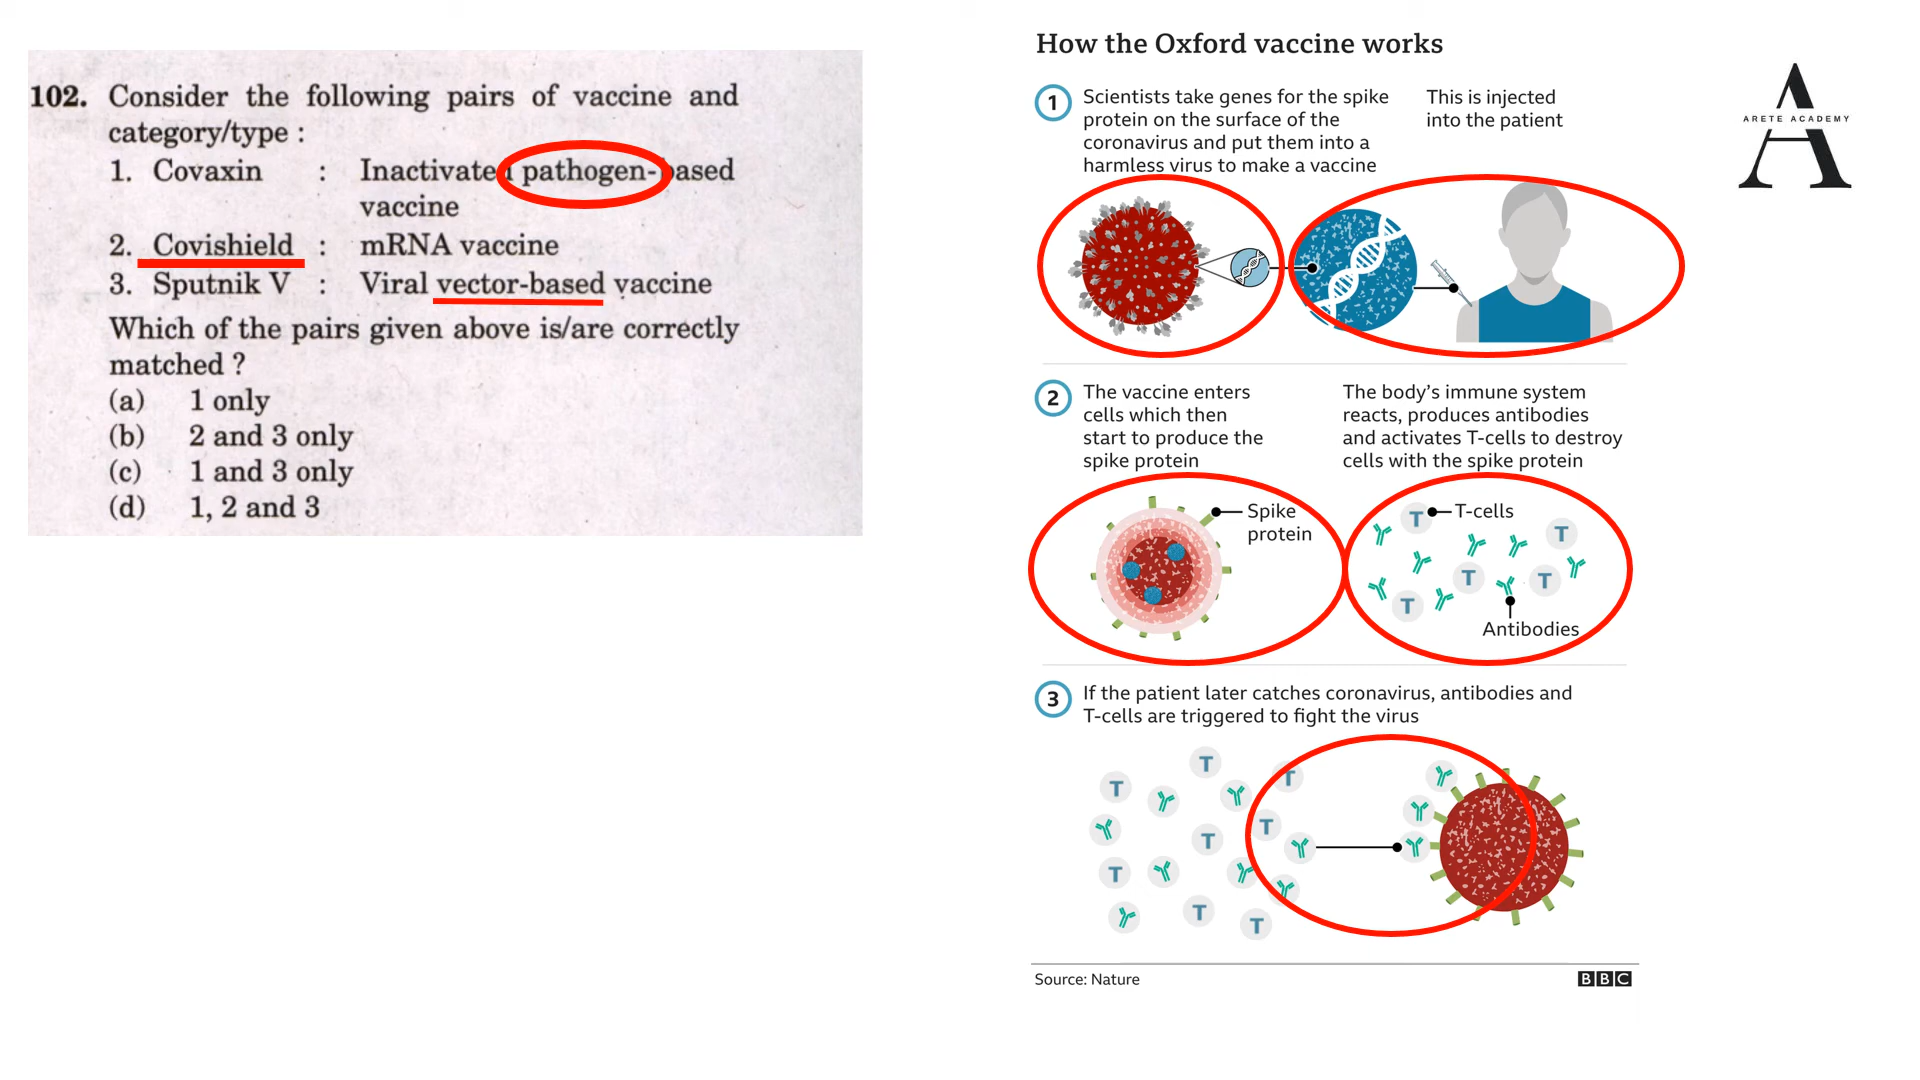 102. Consider the following pairs of vaccine and
category/type :
1. Covaxin : Inactivated pathogen-based
vaccine
2. Covishield : mRNA vaccine
3. Sputnik V : Viral vector-based vaccine
Which of the pairs given above is/are correctly
matched ?
(a) 1 only
(b) 2 and 3 only
(c) 1 and 3 only
(d) 1, 2 and 3
How the Oxford vaccine works
1
Scientists take genes for the spike
protein on the surface of the
coronavirus and put them into a
harmless virus to make a vaccine
This is injected
into the patient
2
The vaccine enters
cells which then
start to produce the
spike protein
The body's immune system
reacts, produces antibodies
and activates T-cells to destroy
cells with the spike protein
Spike
protein
T
T-cells
T
T
T
T
Antibodies
3
If the patient later catches coronavirus, antibodies and
T-cells are triggered to fight the virus
T
T
T
T
T
T
T
T
Source: Nature
BBC
ARETE ACADEMY
A